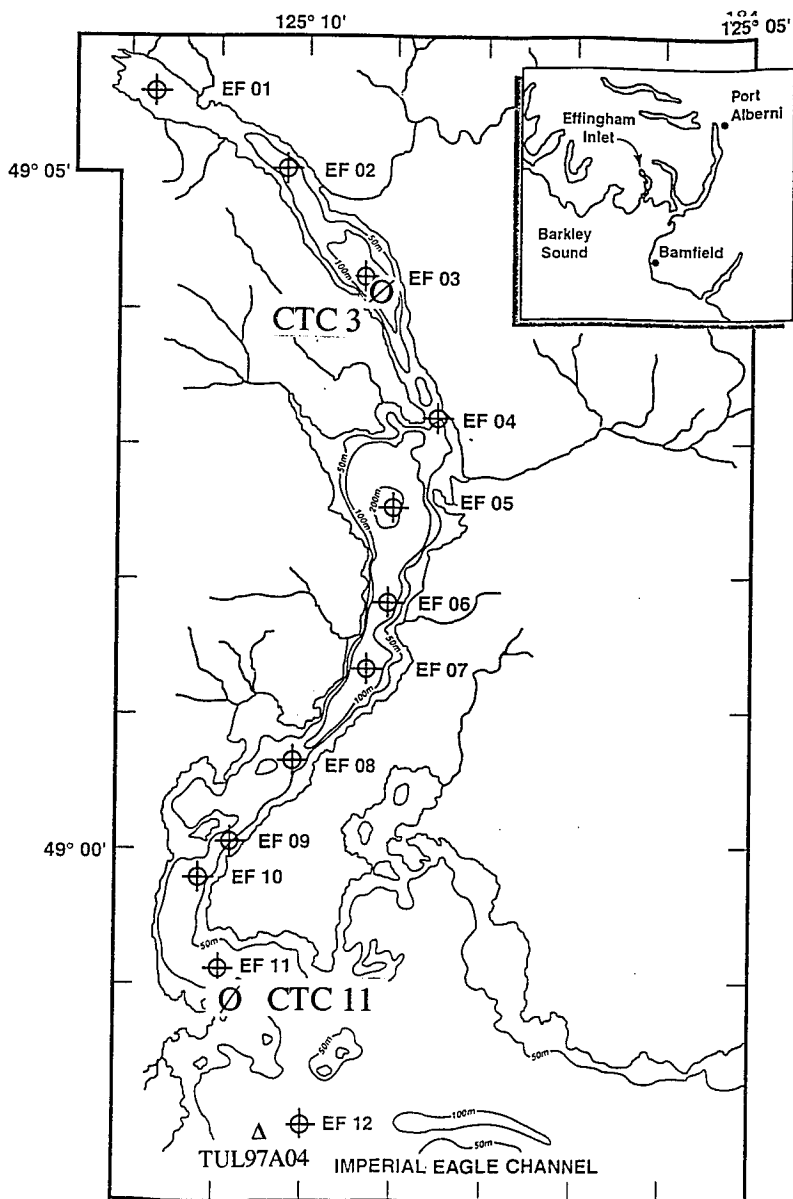 125° 10'
125° 05'
EF 01
Port
Alberni
Effingham
Inlet
Barkley
Sound
Bamfield
49° 05'
EF 02
50m
100m
EF 03
CTC 3
EF 04
50m
200m
EF 05
100m
EF 06
50m
EF 07
100m
EF 08
49° 00'
EF 09
EF 10
50m
EF 11
CTC 11
50m
50m
EF 12
100m
TUL97A04
50m
IMPERIAL EAGLE CHANNEL